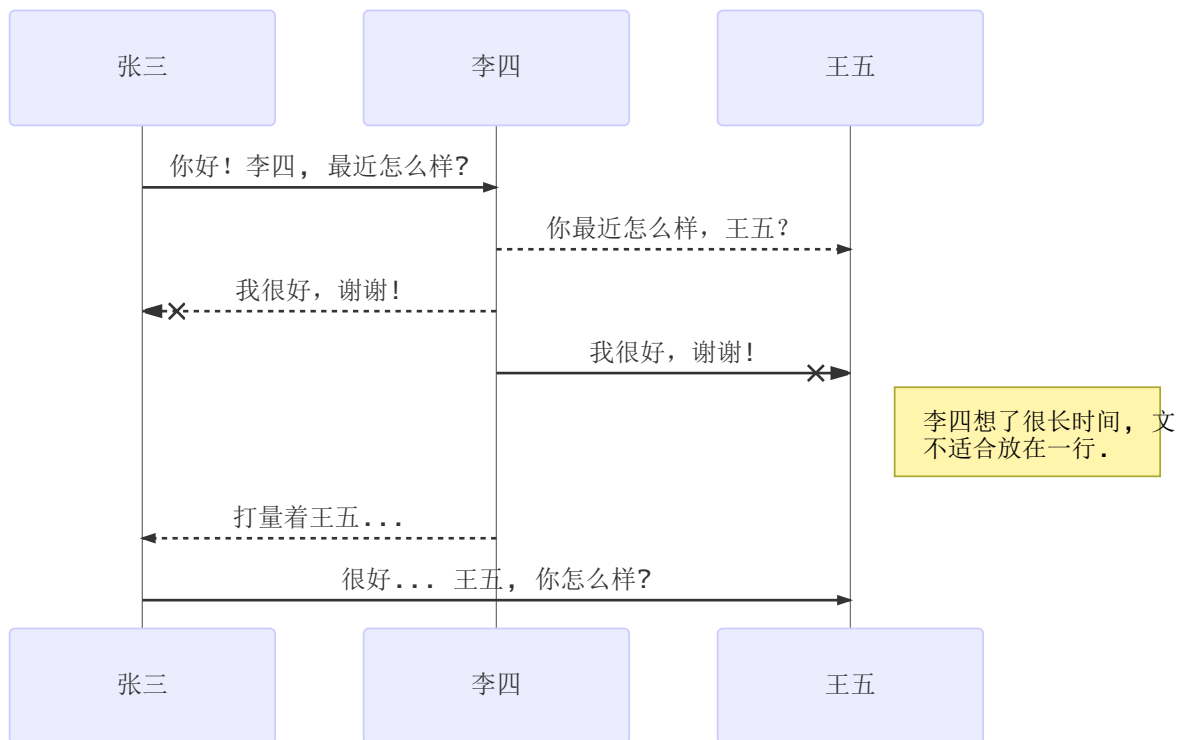 张三
李四
王五
你好！李四, 最近怎么样?
你最近怎么样，王五？
我很好，谢谢!
我很好，谢谢!
李四想了很长时间, 文
不适合放在一行.
打量着王五...
很好... 王五, 你怎么样?
张三
李四
王五